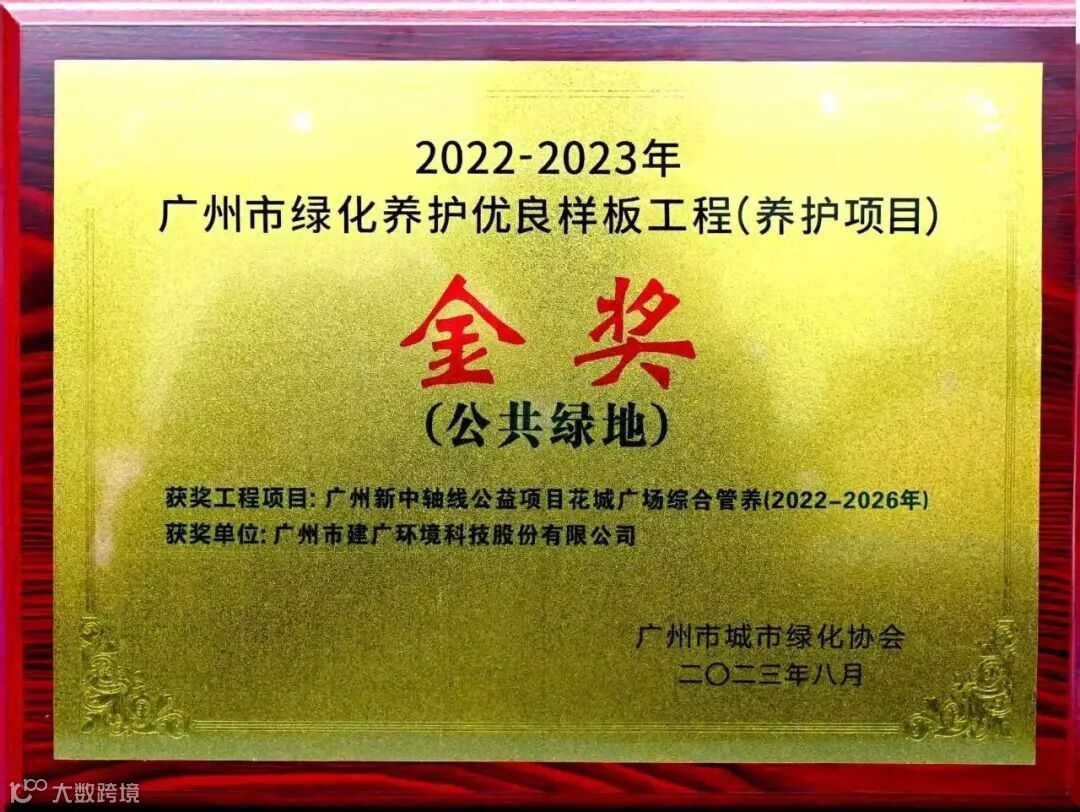 2022-2023年
广州市绿化养护优良样板工程(养护项目)
金奖
(公共绿地)
获奖工程项目: 广州新中轴线公益项目花城广场综合管养(2022-2026年)
获奖单位: 广州市建广环境科技股份有限公司
广州市城市绿化协会
二〇二三年八月
大数跨境